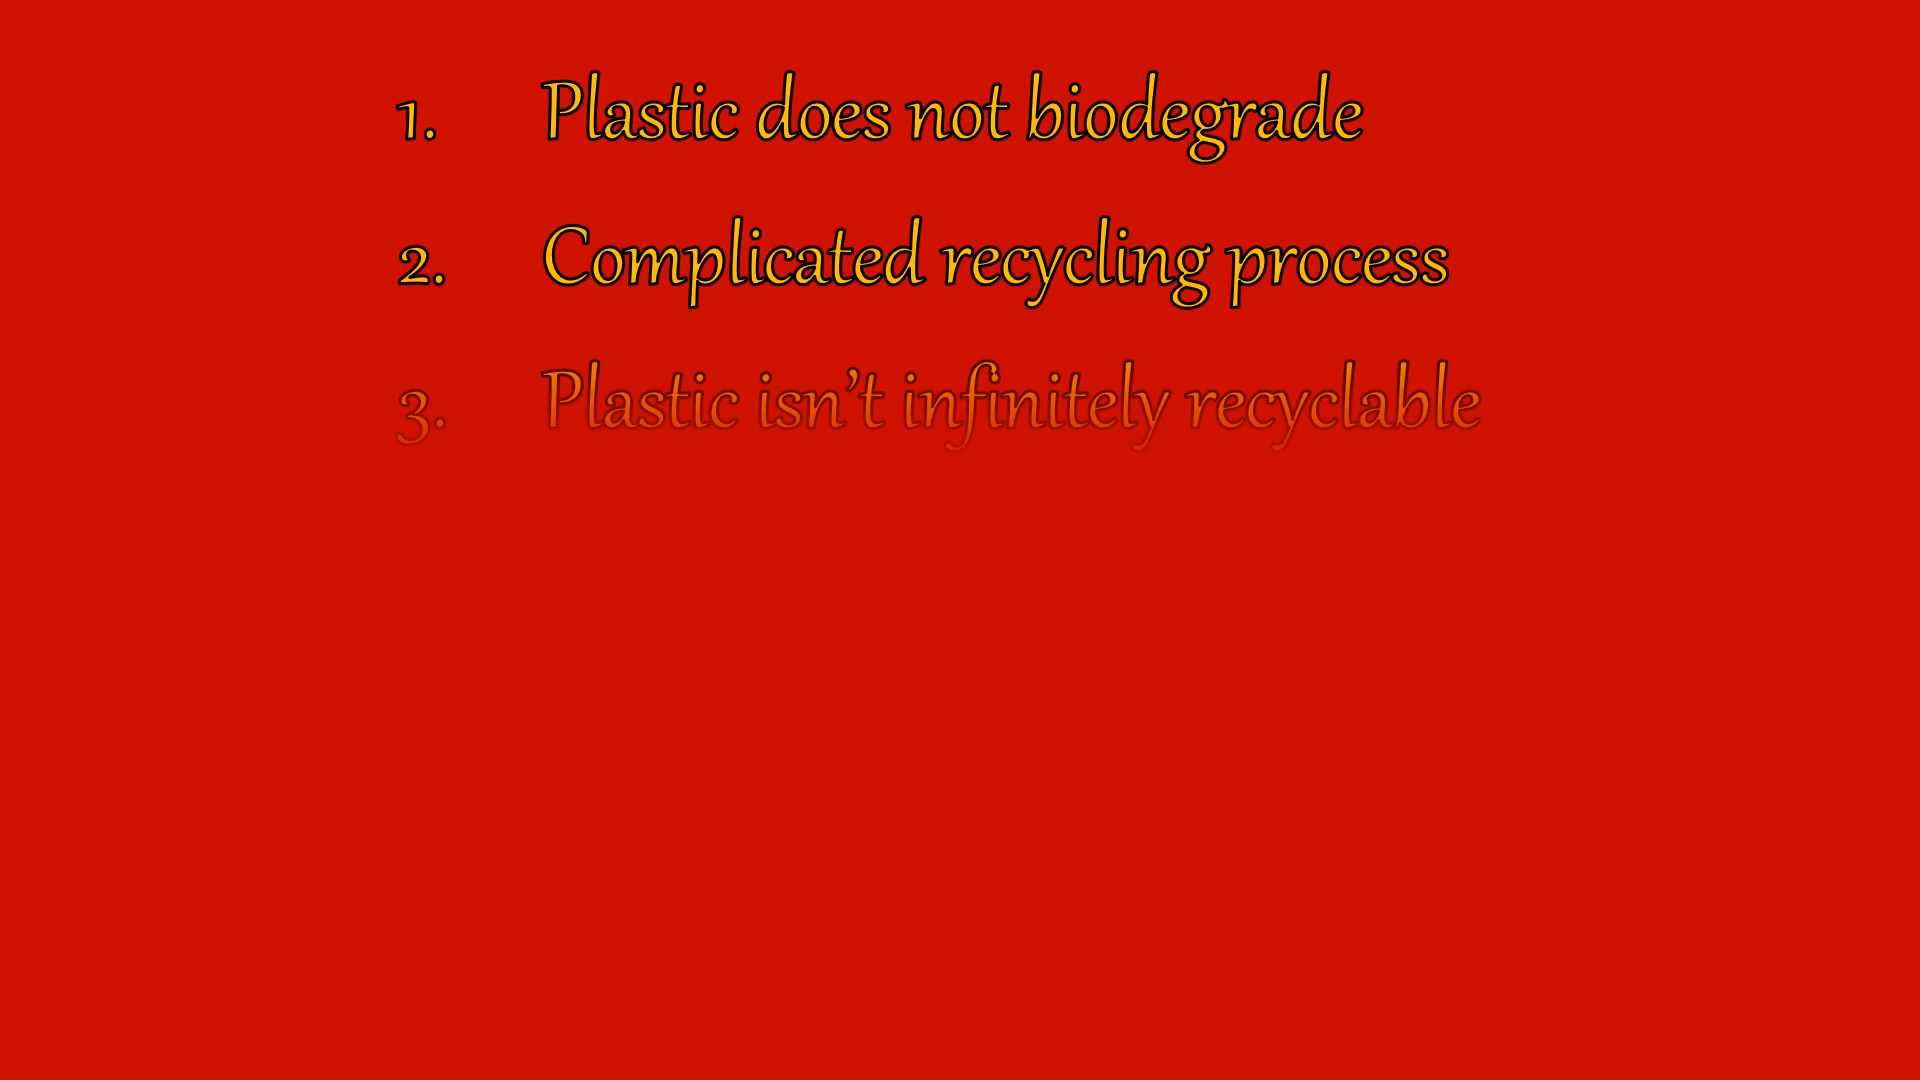 1. Plastic does not biodegrade
2. Complicated recycling process
3. Plastic isn’t infinitely recyclable